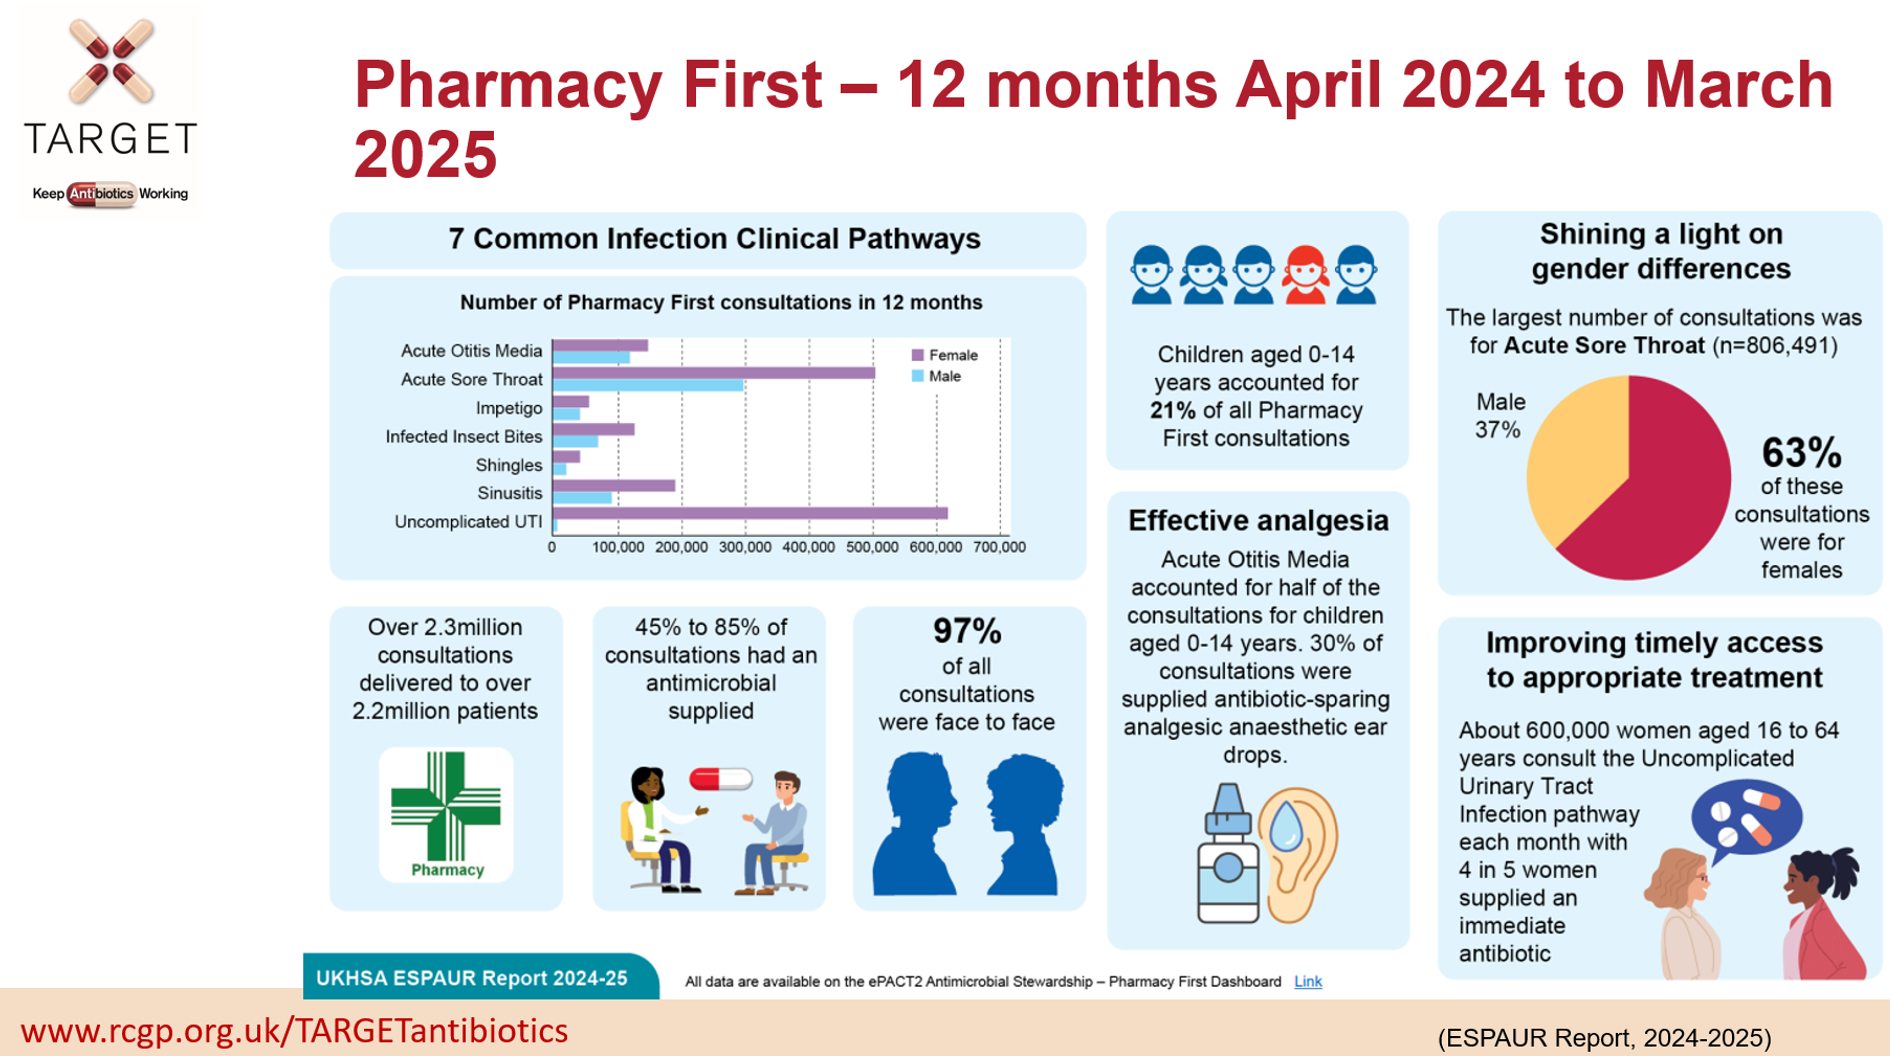 TARGET
Keep Antibiotics Working
Pharmacy First – 12 months April 2024 to March
2025
7 Common Infection Clinical Pathways
Number of Pharmacy First consultations in 12 months
Acute Otitis Media
Acute Sore Throat
Impetigo
Infected Insect Bites
Shingles
Sinusitis
Uncomplicated UTI
Female
Male
0 100,000 200,000 300,000 400,000 500,000 600,000 700,000
Over 2.3million
consultations
delivered to over
2.2million patients
Pharmacy
45% to 85% of
consultations had an
antimicrobial
supplied
97%
of all
consultations
were face to face
Children aged 0-14
years accounted for
21% of all Pharmacy
First consultations
Effective analgesia
Acute Otitis Media
accounted for half of the
consultations for children
aged 0-14 years. 30% of
consultations were
supplied antibiotic-sparing
analgesic anaesthetic ear
drops.
Shining a light on
gender differences
The largest number of consultations was
for Acute Sore Throat (n=806,491)
Male
37%
63%
of these
consultations
were for
females
Improving timely access
to appropriate treatment
About 600,000 women aged 16 to 64
years consult the Uncomplicated
Urinary Tract
Infection pathway
each month with
4 in 5 women
supplied an
immediate
antibiotic
UKHSA ESPAUR Report 2024-25
All data are available on the ePACT2 Antimicrobial Stewardship – Pharmacy First Dashboard Link
www.rcgp.org.uk/TARGETantibiotics
(ESPAUR Report, 2024-2025)